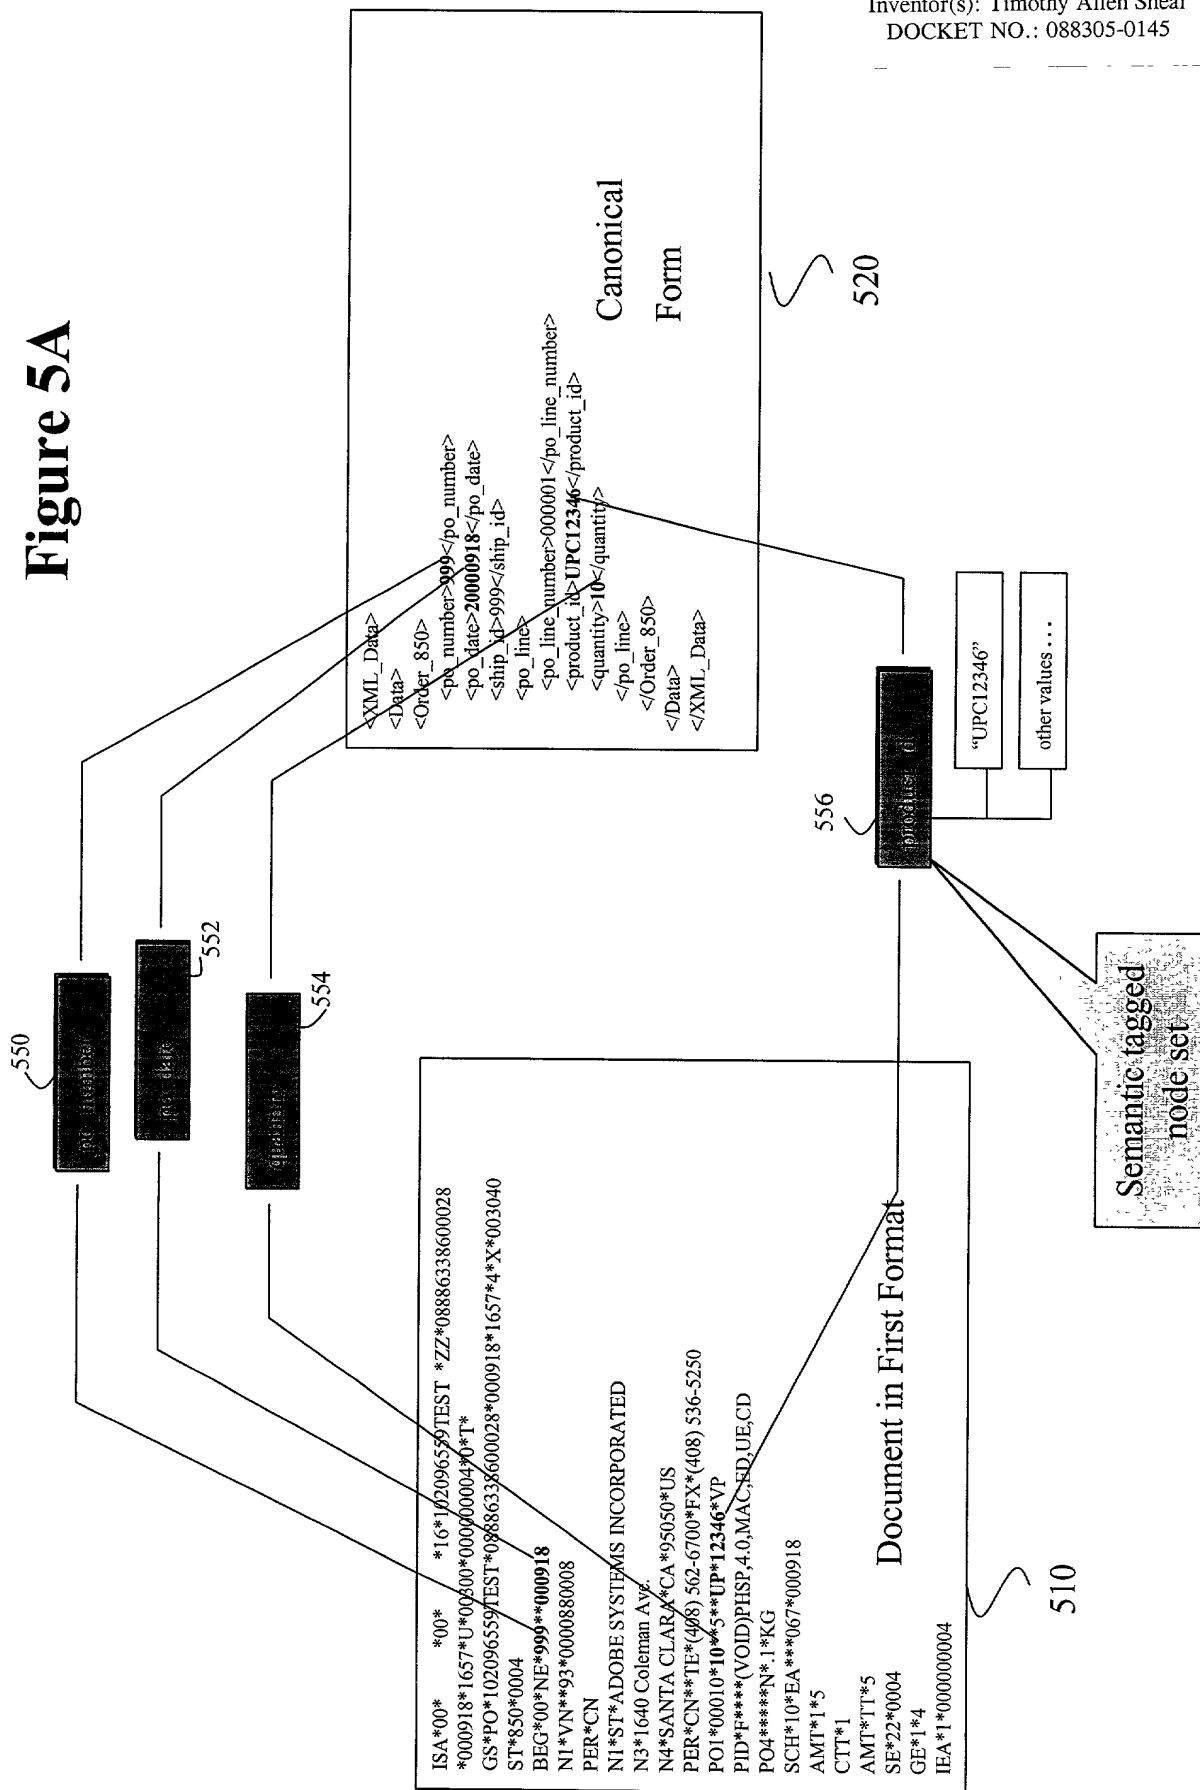 Inventor(s): Timothy Allen Shear
DOCKET NO.: 088305-0145
Figure 5A
550
po_number
552
po_date
554
quantity
ISA*00* *00* *16*102096559TEST *ZZ*08886338600028
*000918*1657*U*00300*000000004*0*T*
GS*PO*102096559TEST*08886338600028*000918*1657*4*X*003040
ST*850*0004
BEG*00*NE*999**000918
N1*VN**93*0000880008
PER*CN
N1*ST*ADOBE SYSTEMS INCORPORATED
N3*1640 Coleman Ave.
N4*SANTA CLARA*CA*95050*US
PER*CN**TE*(408) 562-6700*FX*(408) 536-5250
PO1*00010*10**5**UP*12346*VP
PID*F****(VOID)PHSP,4.0,MAC,ED,UE,CD
PO4*****N*.1*KG
SCH*10*EA***067*000918
AMT*1*5
CTT*1
AMT*TT*5
SE*22*0004
GE*1*4
IEA*1*000000004
Document in First Format
510
<XML_Data>
<Data>
<Order_850>
<po_number>999</po_number>
<po_date>20000918</po_date>
<ship_id>999</ship_id>
<po_line>
<po_line_number>000001</po_line_number>
<product_id>UPC12346</product_id>
<quantity>10</quantity>
</po_line>
</Order_850>
</Data>
</XML_Data>
Canonical
Form
520
556
product_id
“UPC12346”
other values . . .
Semantic tagged
node set